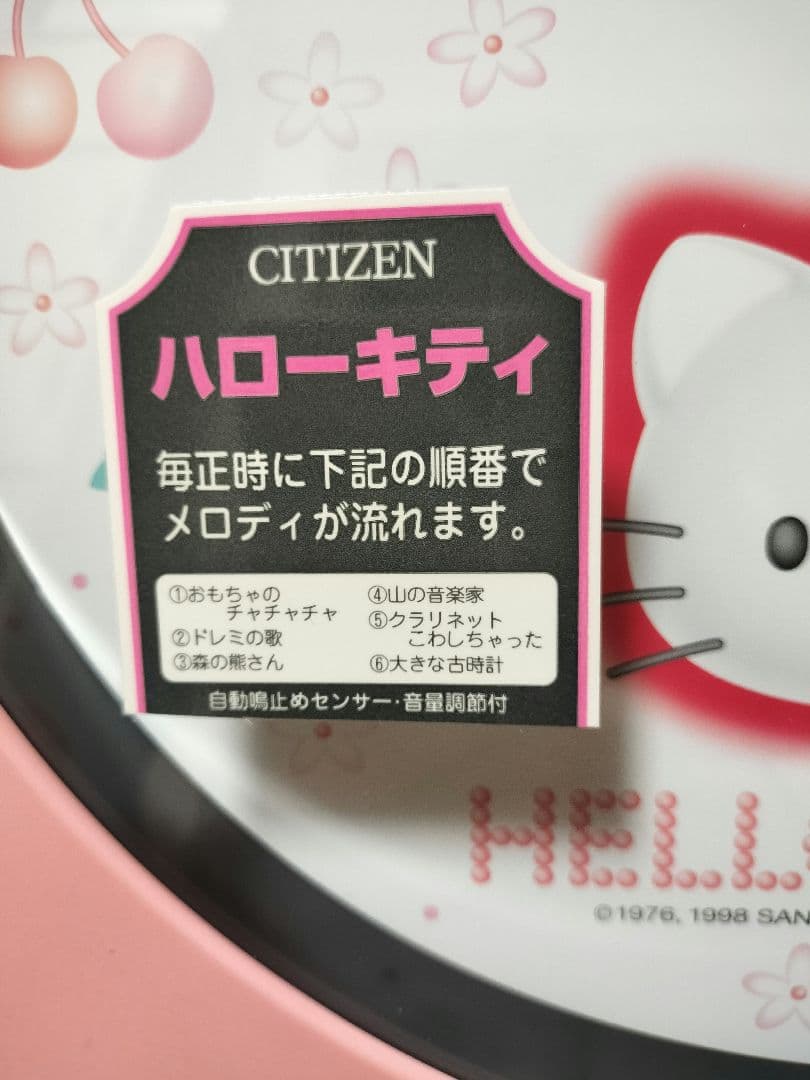 CITIZEN
ハローキティ
毎正時に下記の順番で
メロディが流れます。
①おもちゃの
チャチャチャ
②ドレミの歌
③森の熊さん
④山の音楽家
⑤クラリネット
こわしちゃった
⑥大きな古時計
自動鳴止めセンサー・音量調節付
HELL
©1976, 1998 SAN